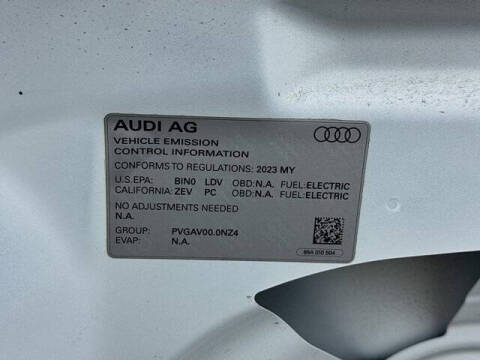 AUDI AG
VEHICLE EMISSION
CONTROL INFORMATION
CONFORMS TO REGULATIONS: 2023 MY
U.S.EPA: BIN0 LDV OBD:N.A. FUEL:ELECTRIC
CALIFORNIA: ZEV PC OBD:N.A. FUEL:ELECTRIC
NO ADJUSTMENTS NEEDED
N.A.
GROUP: PVGAV00.0NZ4
EVAP: N.A.